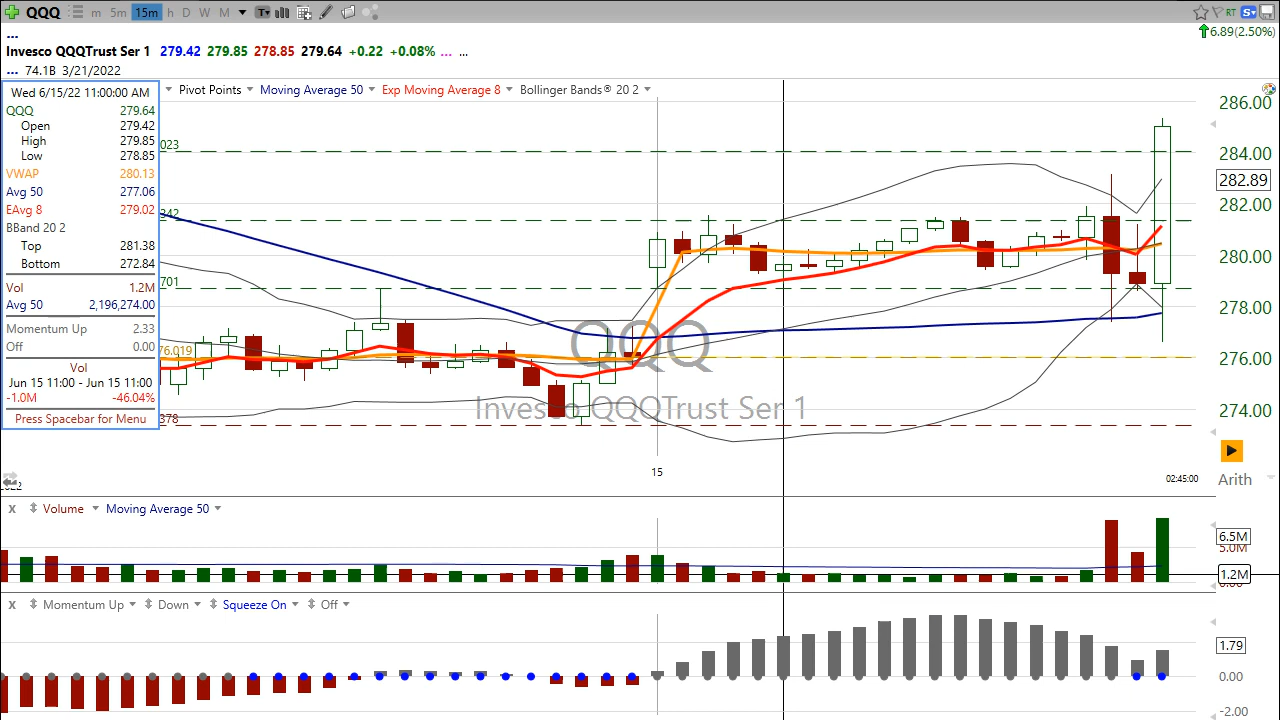 QQQ m 5m 15m h D W M T RT S
6.89(2.50%)
...
Invesco QQQTrust Ser 1 279.42 279.85 278.85 279.64 +0.22 +0.08% ... ...
... 74.1B 3/21/2022
Pivot Points Moving Average 50 Exp Moving Average 8 Bollinger Bands® 20 2
Wed 6/15/22 11:00:00 AM
QQQ 279.64
Open 279.42
High 279.85
Low 278.85
VWAP 280.13
Avg 50 277.06
EAvg 8 279.02
BBand 20 2
Top 281.38
Bottom 272.84
Vol 1.2M
Avg 50 2,196,274.00
Momentum Up 2.33
Off 0.00
Vol
Jun 15 11:00 - Jun 15 11:00
-1.0M -46.04%
Press Spacebar for Menu
023
342
701
76.019
378
QQQ
Invesco QQQTrust Ser 1
286.00
284.00
282.89
282.00
280.00
278.00
276.00
274.00
15
02:45:00
Arith
2022
x Volume Moving Average 50
6.5M
5.0M
1.2M
x Momentum Up Down Squeeze On Off
1.79
0.00
-2.00